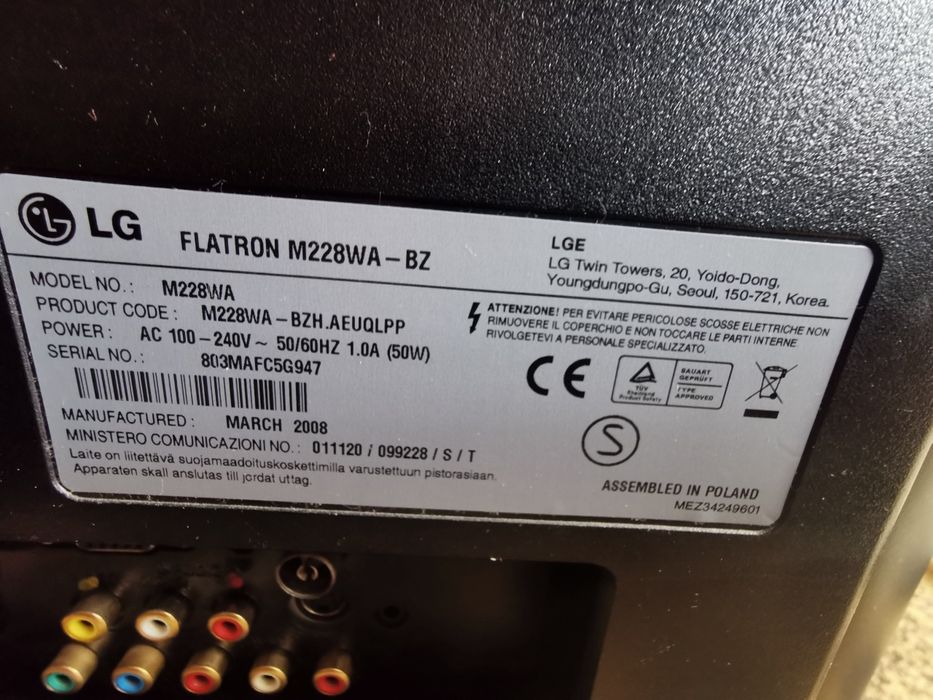 LG
FLATRON M228WA-BZ
LGE
LG Twin Towers, 20, Yoido-Dong,
Youngdungpo-Gu, Seoul, 150-721, Korea.
MODEL NO.: M228WA
PRODUCT CODE: M228WA-BZH.AEUQLPP
POWER: AC 100-240V ~ 50/60HZ 1.0A (50W)
SERIAL NO.: 803MAFC5G947
ATTENZIONE! PER EVITARE PERICOLOSE SCOSSE ELETTRICHE NON
RIMUOVERE IL COPERCHIO E NON TOCCARE LE PARTI INTERNE
RIVOLGETEVI A PERSONALE SPECIALIZZATO.
CE
TÜV
Rheinland
Product Safety
BAUART
GEPRÜFT
TYPE
APPROVED
MANUFACTURED: MARCH 2008
MINISTERO COMUNICAZIONI NO.: 011120 / 099228 / S / T
Laite on liitettävä suojamaadoituskoskettimilla varustettuun pistorasiaan.
Apparaten skall anslutas till jordat uttag.
S
ASSEMBLED IN POLAND
MEZ34249601